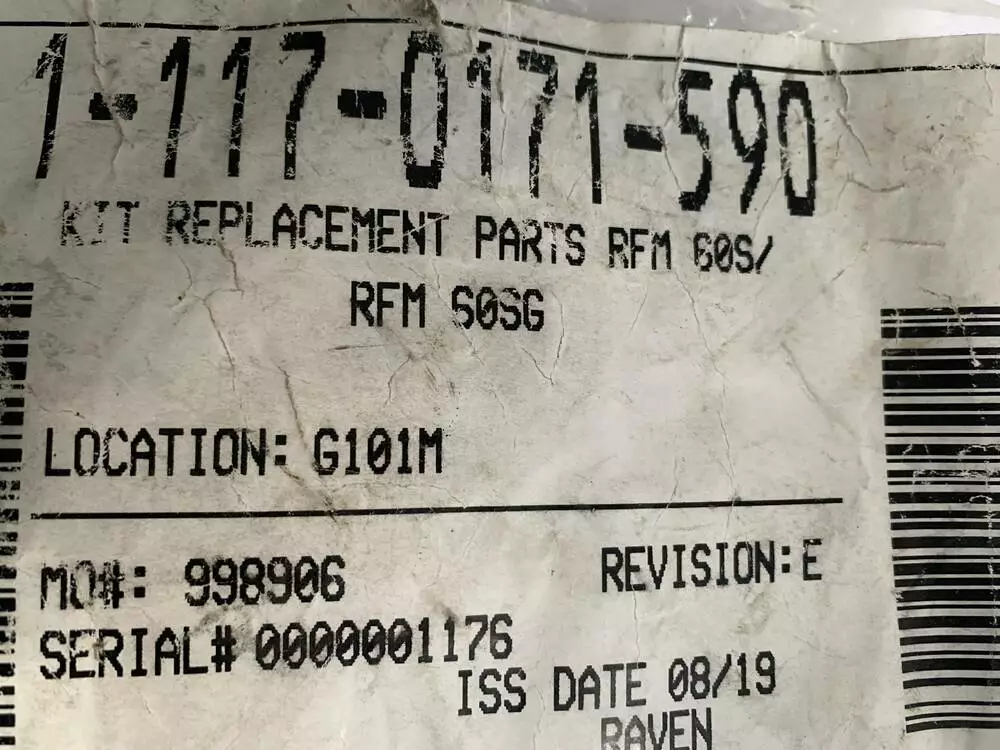 1-117-0171-590
KIT REPLACEMENT PARTS RFM 60S/
RFM 60SG
LOCATION: G101M
MO#: 998906
REVISION: E
SERIAL# 0000001176
ISS DATE 08/19
RAVEN